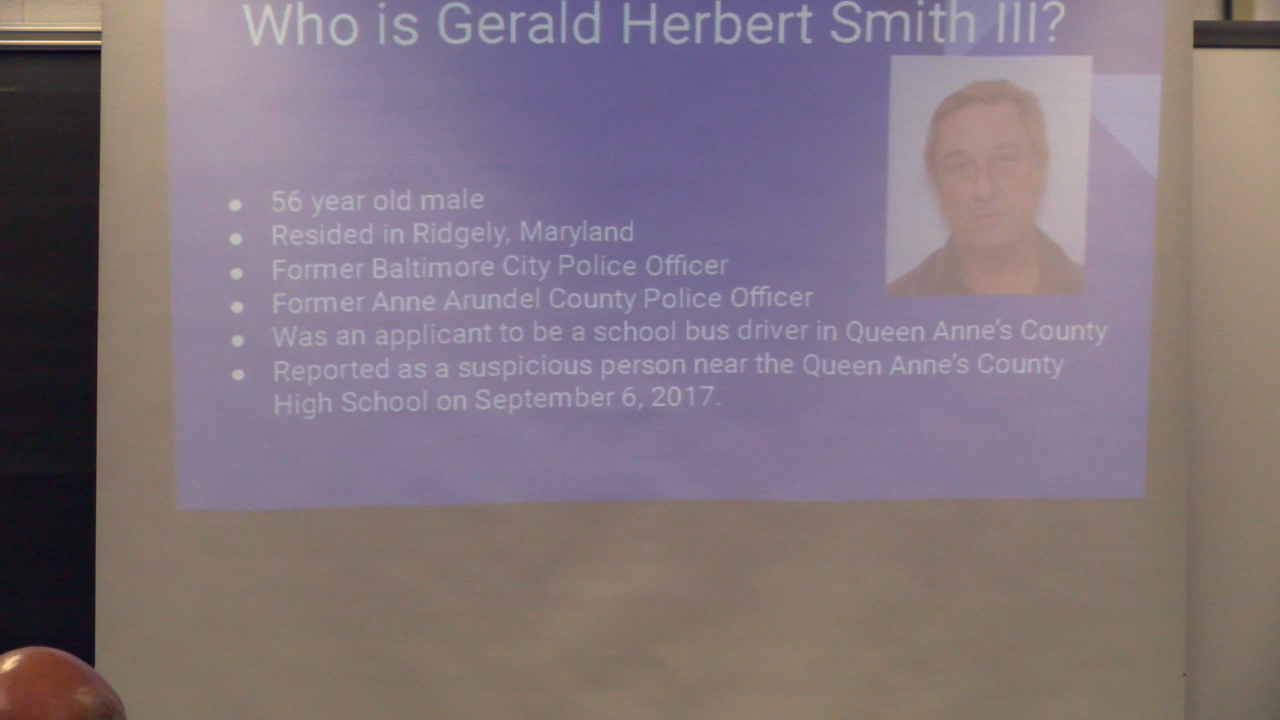 Who is Gerald Herbert Smith III?
● 56 year old male
● Resided in Ridgely, Maryland
● Former Baltimore City Police Officer
● Former Anne Arundel County Police Officer
● Was an applicant to be a school bus driver in Queen Anne's County
● Reported as a suspicious person near the Queen Anne's County
High School on September 6, 2017.